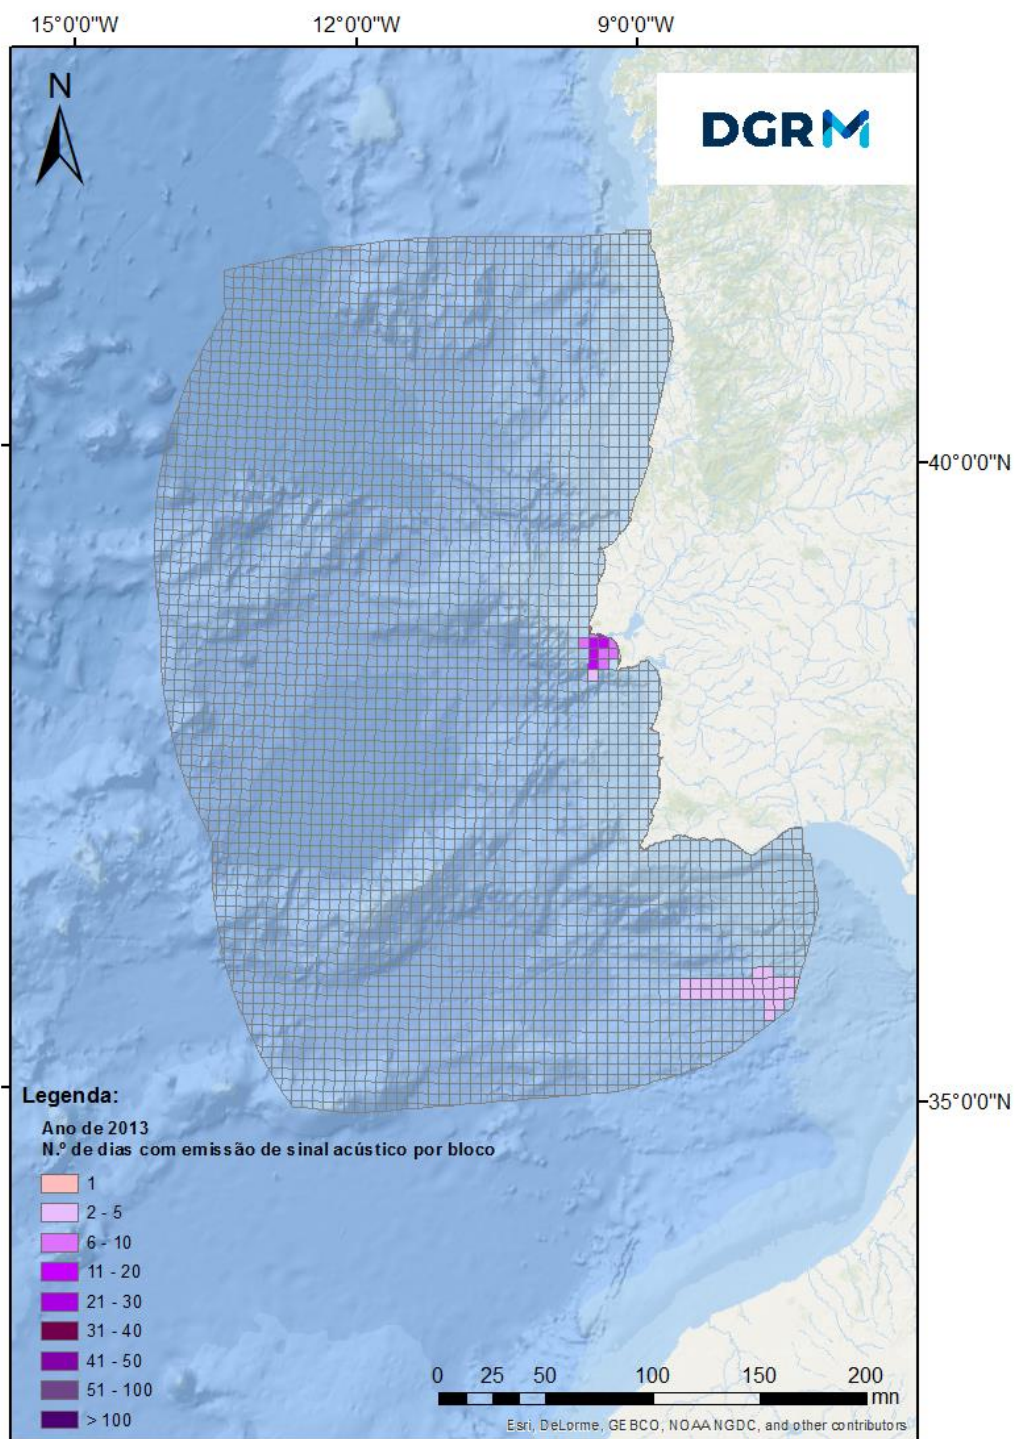 15°0'0"W 12°0'0"W 9°0'0"W
N
DGRM
40°0'0"N
35°0'0"N
Legenda:
Ano de 2013
N.º de dias com emissão de sinal acústico por bloco
1
2 - 5
6 - 10
11 - 20
21 - 30
31 - 40
41 - 50
51 - 100
> 100
0 25 50 100 150 200
mn
Esri, DeLorme, GEBCO, NOAA NGDC, and other contributors